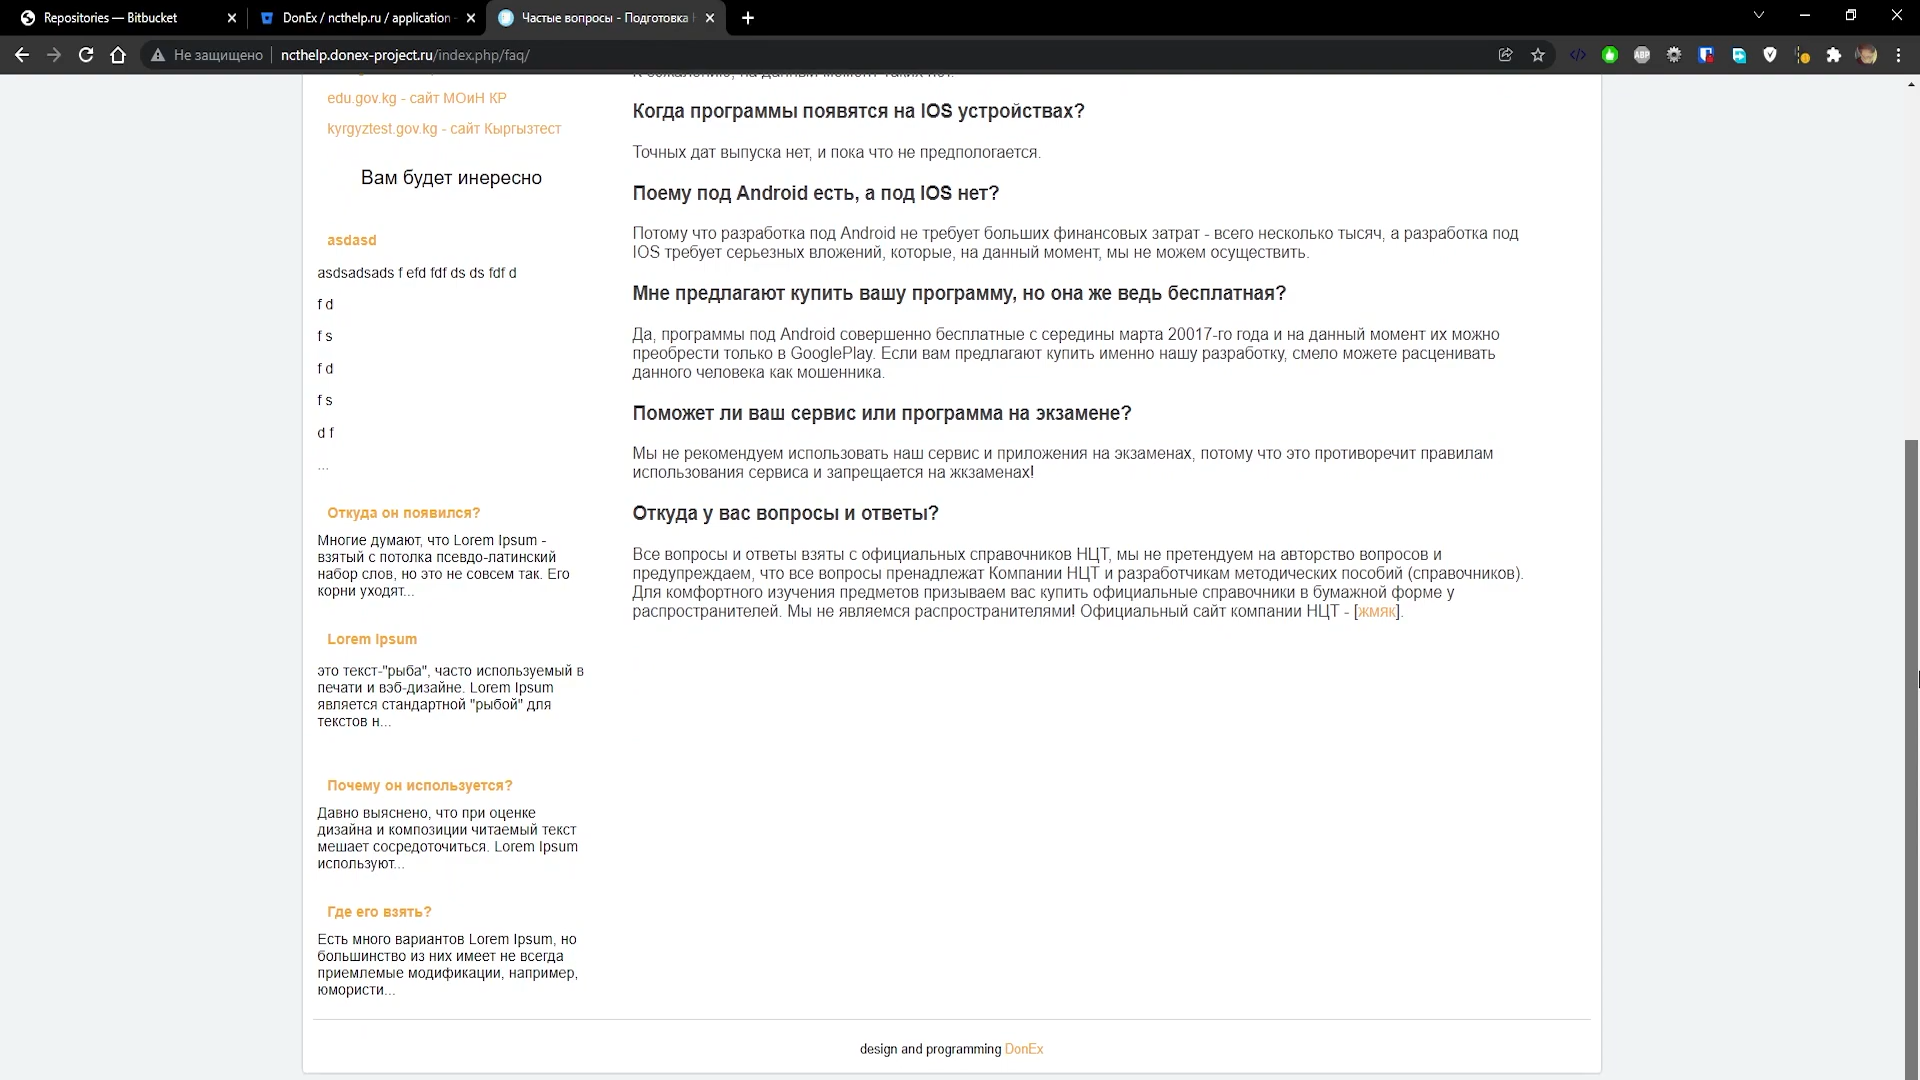 Repositories — Bitbucket
DonEx / ncthelp.ru / application
Частые вопросы - Подготовка
Не защищено
ncthelp.donex-project.ru/index.php/faq/
ABP
edu.gov.kg - сайт МОиН КР
kyrgyztest.gov.kg - сайт Кыргызтест
Вам будет инересно
asdasd
asdsadsads f efd fdf ds ds fdf d
f d
f s
f d
f s
d f
...
Откуда он появился?
Многие думают, что Lorem Ipsum -
взятый с потолка псевдо-латинский
набор слов, но это не совсем так. Его
корни уходят...
Lorem Ipsum
это текст-"рыба", часто используемый в
печати и вэб-дизайне. Lorem Ipsum
является стандартной "рыбой" для
текстов н...
Почему он используется?
Давно выяснено, что при оценке
дизайна и композиции читаемый текст
мешает сосредоточиться. Lorem Ipsum
используют...
Где его взять?
Есть много вариантов Lorem Ipsum, но
большинство из них имеет не всегда
приемлемые модификации, например,
юмористи...
К сожалению, на данный момент таких нет.
Когда программы появятся на IOS устройствах?
Точных дат выпуска нет, и пока что не предпологается.
Поему под Android есть, а под IOS нет?
Потому что разработка под Android не требует больших финансовых затрат - всего несколько тысяч, а разработка под
IOS требует серьезных вложений, которые, на данный момент, мы не можем осуществить.
Мне предлагают купить вашу программу, но она же ведь бесплатная?
Да, программы под Android совершенно бесплатные с середины марта 20017-го года и на данный момент их можно
преобрести только в GooglePlay. Если вам предлагают купить именно нашу разработку, смело можете расценивать
данного человека как мошенника.
Поможет ли ваш сервис или программа на экзамене?
Мы не рекомендуем использовать наш сервис и приложения на экзаменах, потому что это противоречит правилам
использования сервиса и запрещается на жкзаменах!
Откуда у вас вопросы и ответы?
Все вопросы и ответы взяты с официальных справочников НЦТ, мы не претендуем на авторство вопросов и
предупреждаем, что все вопросы пренадлежат Компании НЦТ и разработчикам методических пособий (справочников).
Для комфортного изучения предметов призываем вас купить официальные справочники в бумажной форме у
распространителей. Мы не являемся распространителями! Официальный сайт компании НЦТ - [жмяк].
design and programming DonEx